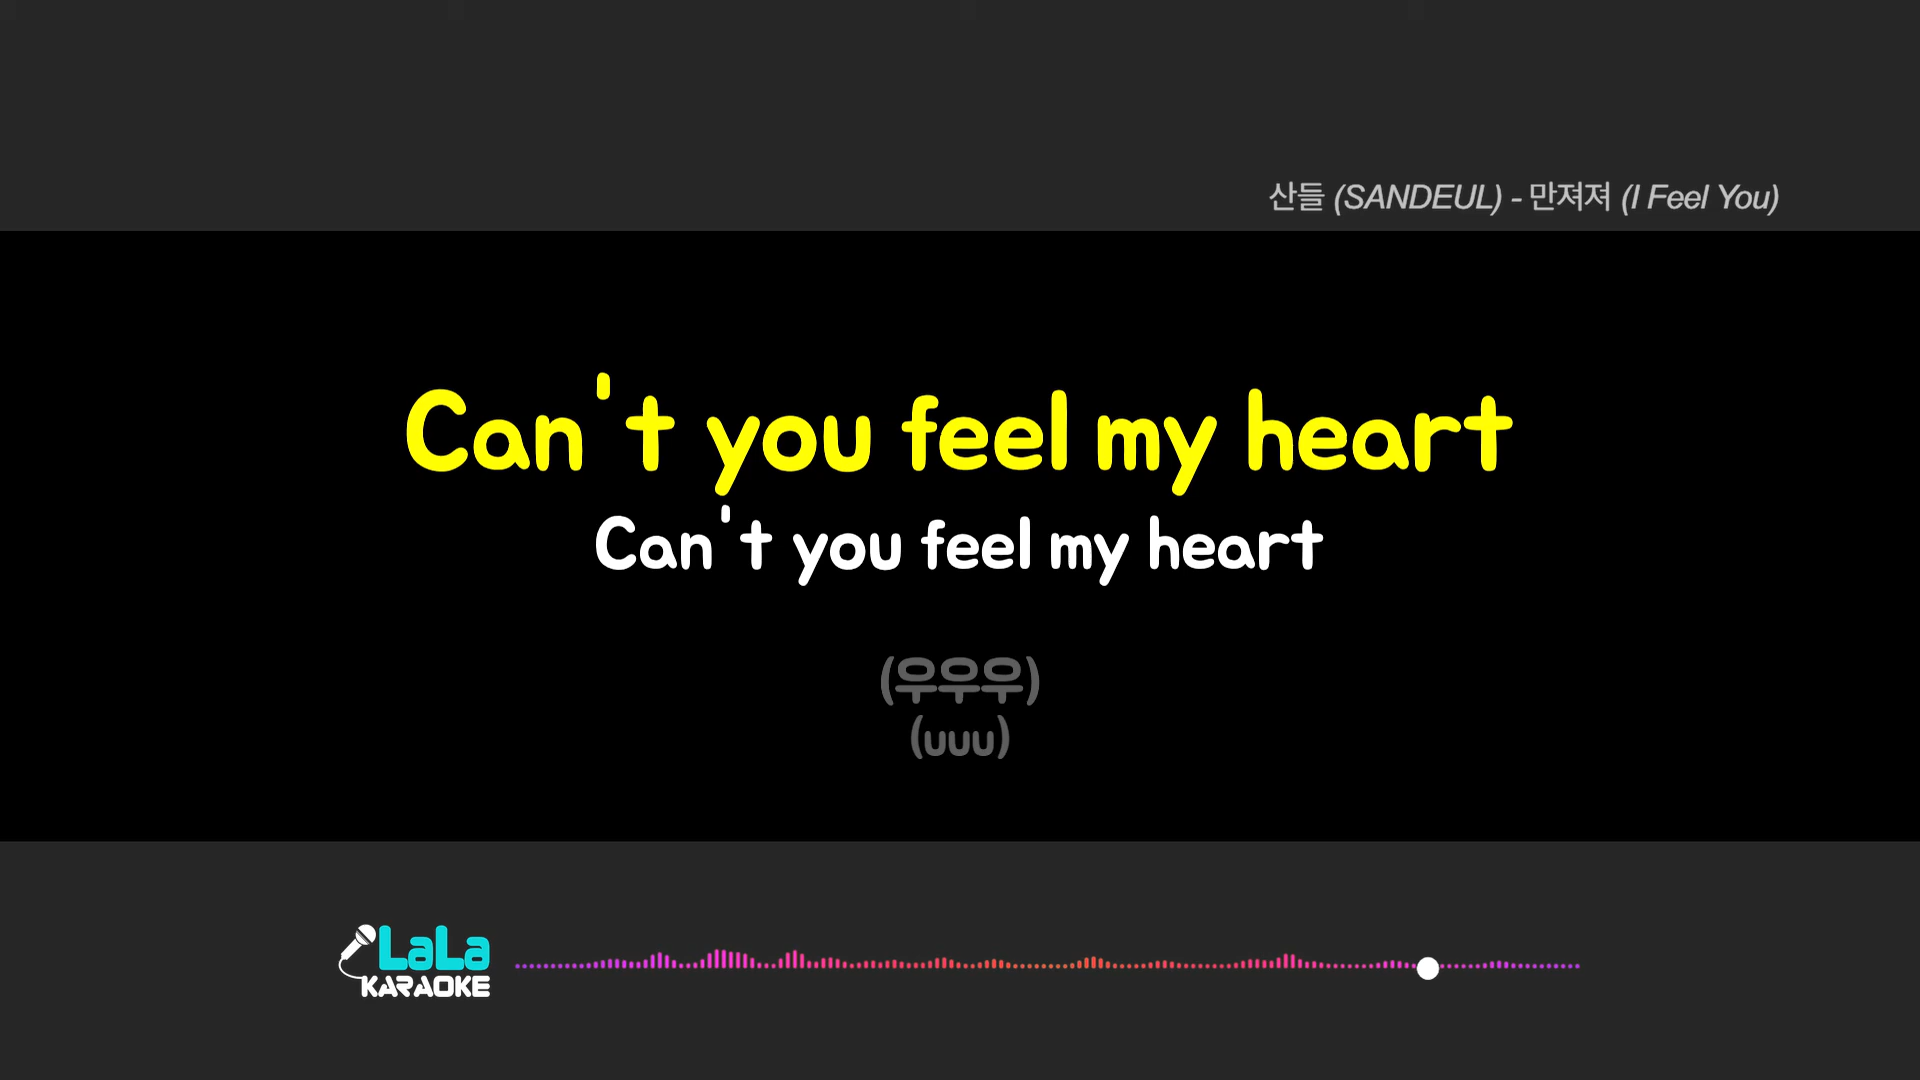 산들 (SANDEUL) - 만져져 (I Feel You)
Can't you feel my heart
Can't you feel my heart
(우우우)
(uuu)
LaLa
KARAOKE